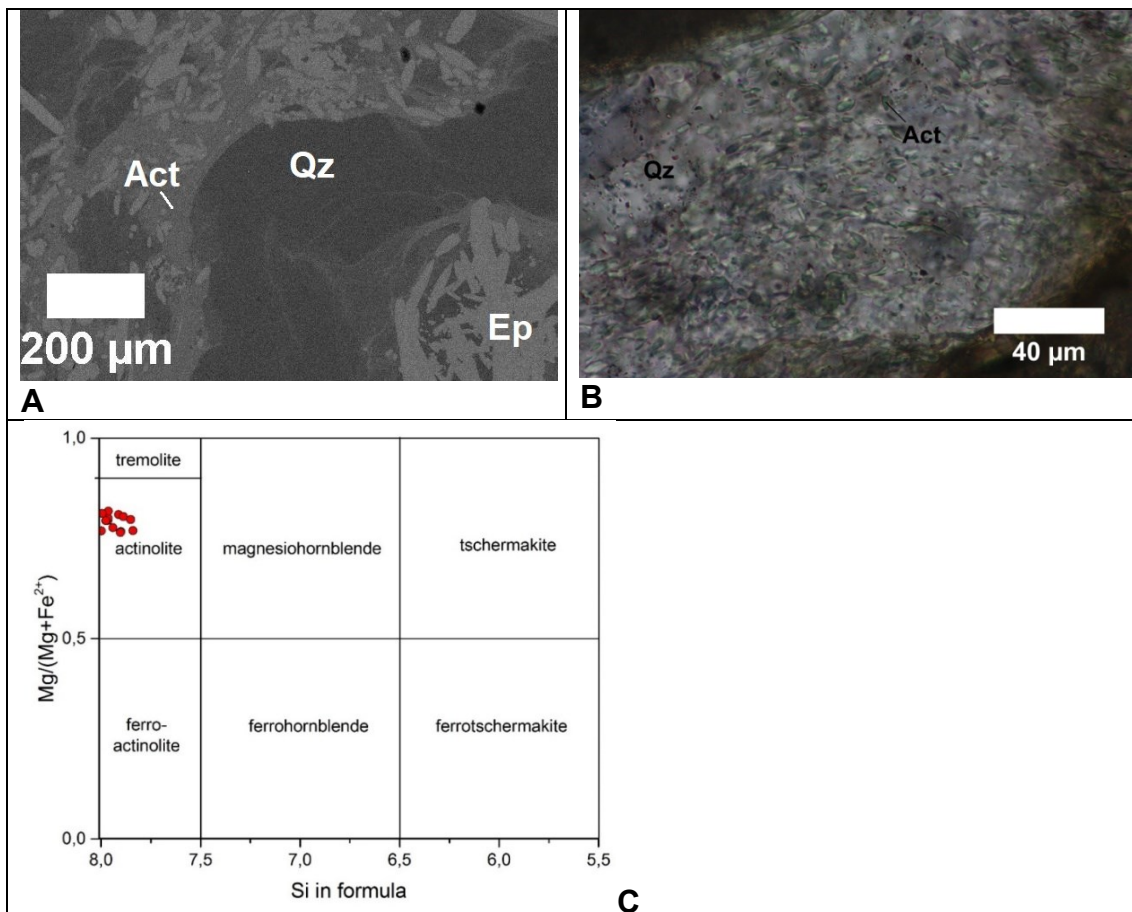 Act
Qz
Ep
200 µm
A
Act
Qz
40 µm
B
1,0
tremolite
actinolite
magnesiohornblende
tschermakite
Mg/(Mg+Fe²⁺)
0,5
ferro-
actinolite
ferrohornblende
ferrotschermakite
0,0
8,0 7,5 7,0 6,5 6,0 5,5
Si in formula
C